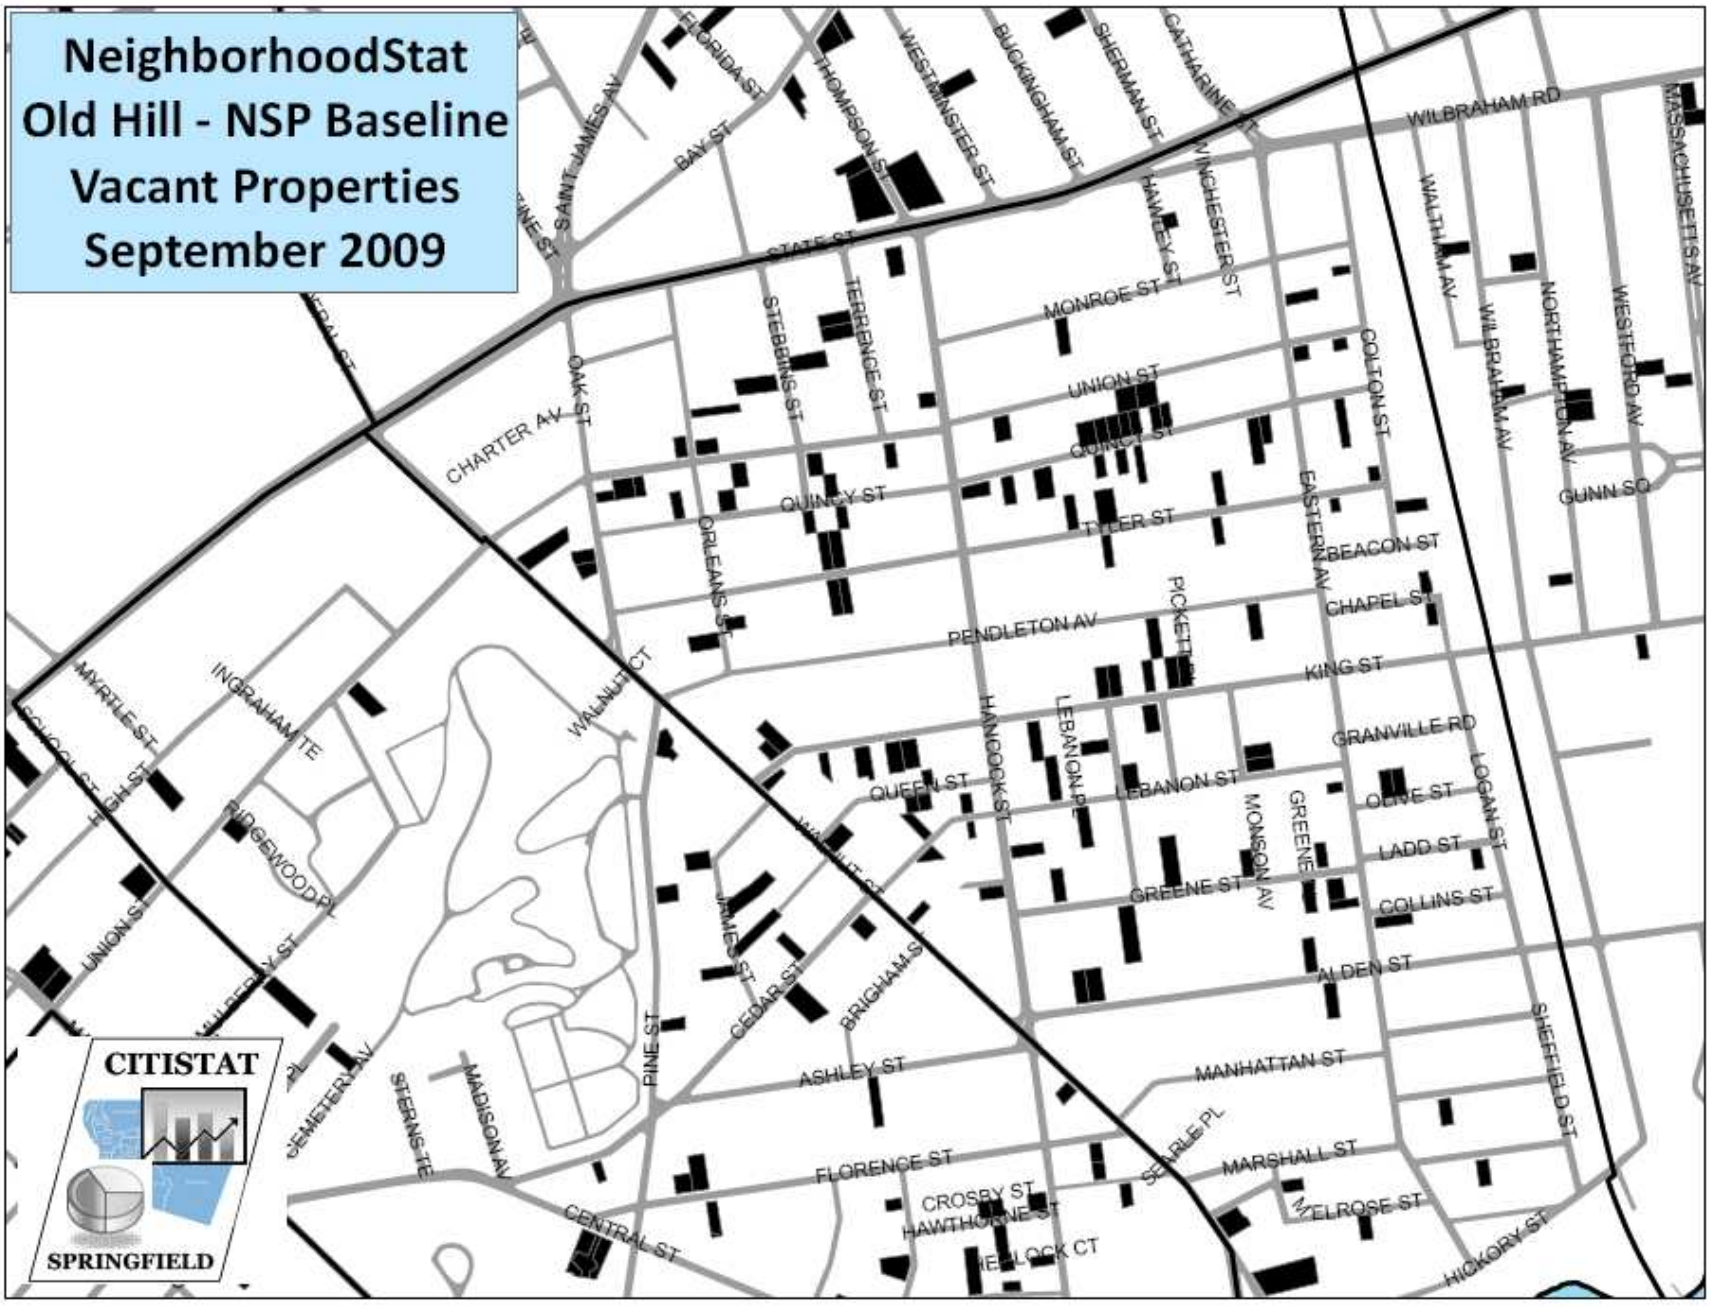 NeighborhoodStat
Old Hill - NSP Baseline
Vacant Properties
September 2009
FLORIDA ST
THOMPSON ST
WESTMINSTER ST
BUCKINGHAM ST
SHERMAN ST
CATHARINE ST
WILBRAHAM RD
MASSACHUSETTS AV
SAINT JAMES AV
BAY ST
STATE ST
HAWLEY ST
WINCHESTER ST
WALTHAM AV
MONROE ST
STEBBINS ST
TERRENCE ST
OAK ST
COLTON ST
WILBRAHAM AV
NORTHAMPTON AV
WESTFORD AV
UNION ST
CHARTER AV
QUINCY ST
QUINCY ST
GUNN SQ
ORLEANS ST
TYLER ST
EASTERN AV
BEACON ST
CHAPEL ST
PENDLETON AV
KING ST
MYRTLE ST
INGRAHAM TE
WALNUT CT
HANCOCK ST
LEBANON PL
GRANVILLE RD
SCHOOL ST
QUEEN ST
LEBANON ST
OLIVE ST
LOGAN ST
RIDGEWOOD PL
WALNUT ST
MONSON AV
GREENE
LADD ST
JAMES ST
GREENE ST
COLLINS ST
UNION ST
MULBERRY ST
CEDAR ST
BRIGHAM S
ALDEN ST
PINE ST
SHEFFIELD ST
CITISTAT
PL
CEMETERY AV
STERNS TE
MADISON AV
ASHLEY ST
MANHATTAN ST
SEARLE PL
FLORENCE ST
MARSHALL ST
CROSBY ST
HAWTHORNE ST
MELROSE ST
CENTRAL ST
HEMLOCK CT
HICKORY ST
SPRINGFIELD